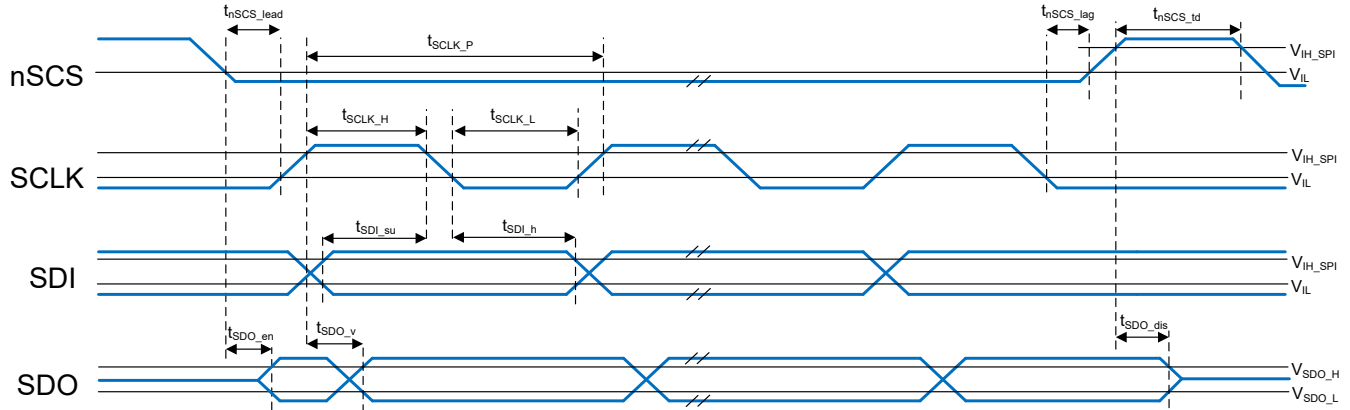 tnSCS_lead
tnSCS_lag
tnSCS_td
tSCLK_P
nSCS
VIH_SPI
VIL
tSCLK_H
tSCLK_L
SCLK
VIH_SPI
VIL
tSDI_su
tSDI_h
SDI
VIH_SPI
VIL
tSDO_en
tSDO_v
tSDO_dis
SDO
VSDO_H
VSDO_L